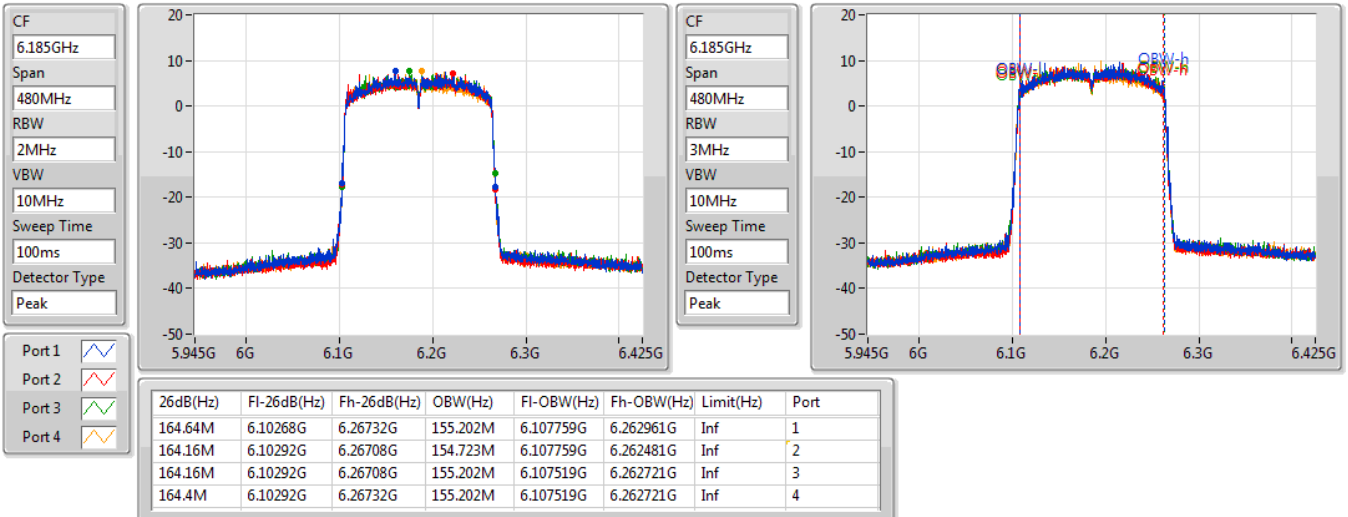 CF
6.185GHz
Span
480MHz
RBW
2MHz
VBW
10MHz
Sweep Time
100ms
Detector Type
Peak
20
10
0
-10
-20
-30
-40
-50
5.945G 6G 6.1G 6.2G 6.3G 6.425G
CF
6.185GHz
Span
480MHz
RBW
3MHz
VBW
10MHz
Sweep Time
100ms
Detector Type
Peak
20
10
0
-10
-20
-30
-40
-50
OBW-h
OBW-h
5.945G 6G 6.1G 6.2G 6.3G 6.425G
Port 1
Port 2
Port 3
Port 4
26dB(Hz) Fl-26dB(Hz) Fh-26dB(Hz) OBW(Hz) Fl-OBW(Hz) Fh-OBW(Hz) Limit(Hz) Port
164.64M 6.10268G 6.26732G 155.202M 6.107759G 6.262961G Inf 1
164.16M 6.10292G 6.26708G 154.723M 6.107759G 6.262481G Inf 2
164.16M 6.10292G 6.26708G 155.202M 6.107519G 6.262721G Inf 3
164.4M 6.10292G 6.26732G 155.202M 6.107519G 6.262721G Inf 4